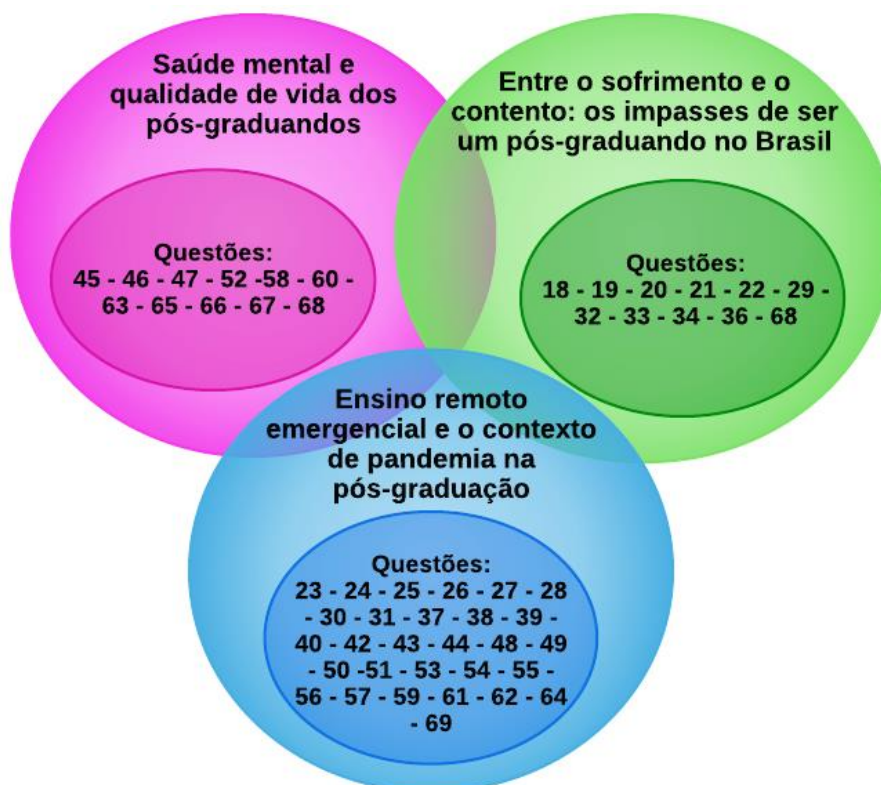 Saúde mental e
qualidade de vida dos
pós-graduandos
Questões:
45 - 46 - 47 - 52 -58 - 60 -
63 - 65 - 66 - 67 - 68
Entre o sofrimento e o
contento: os impasses de ser
um pós-graduando no Brasil
Questões:
18 - 19 - 20 - 21 - 22 - 29 -
32 - 33 - 34 - 36 - 68
Ensino remoto
emergencial e o contexto
de pandemia na
pós-graduação
Questões:
23 - 24 - 25 - 26 - 27 - 28
- 30 - 31 - 37 - 38 - 39 -
40 - 42 - 43 - 44 - 48 - 49
- 50 -51 - 53 - 54 - 55 -
56 - 57 - 59 - 61 - 62 - 64
- 69